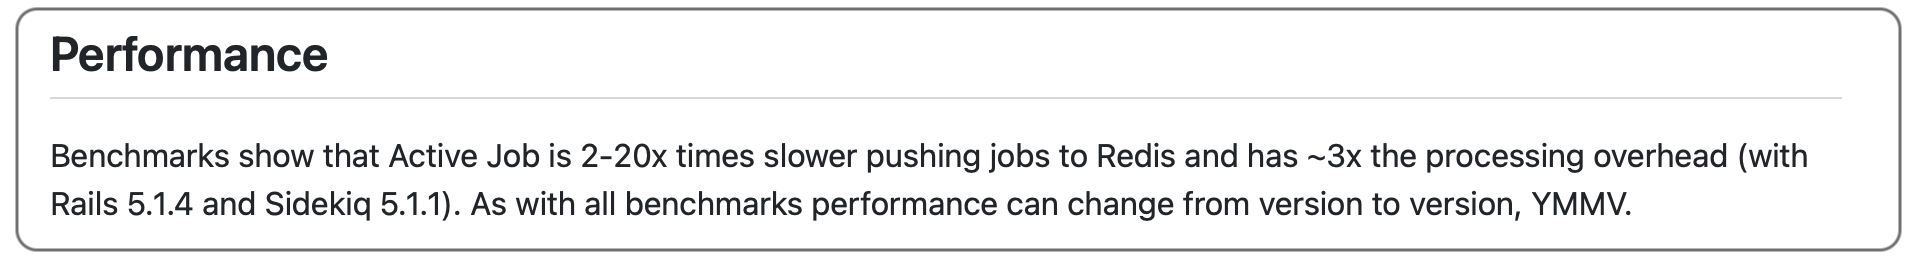 Performance
Benchmarks show that Active Job is 2-20x times slower pushing jobs to Redis and has ~3x the processing overhead (with
Rails 5.1.4 and Sidekiq 5.1.1). As with all benchmarks performance can change from version to version, YMMV.